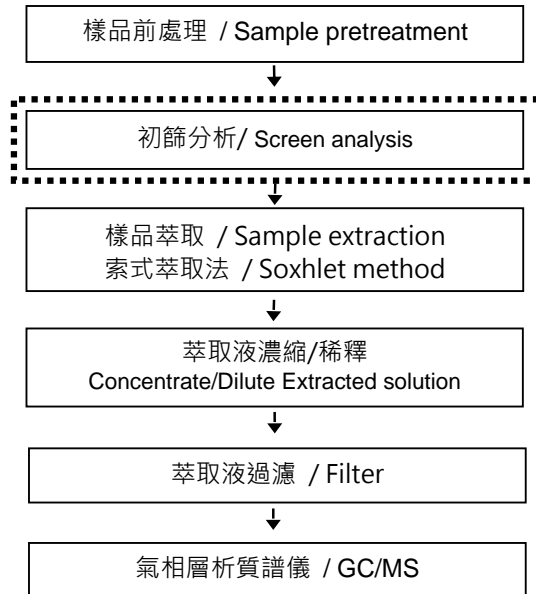 樣品前處理 / Sample pretreatment
初篩分析/ Screen analysis
樣品萃取 / Sample extraction
索式萃取法 / Soxhlet method
萃取液濃縮/稀釋
Concentrate/Dilute Extracted solution
萃取液過濾 / Filter
氣相層析質譜儀 / GC/MS